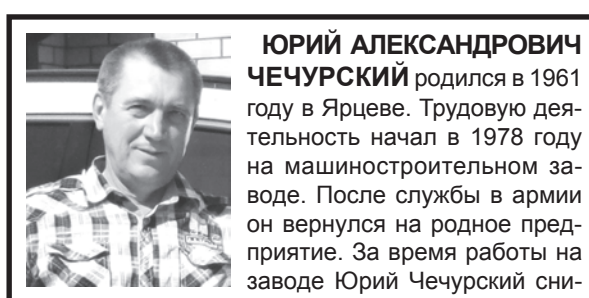 ЮРИЙ АЛЕКСАНДРОВИЧ
ЧЕЧУРСКИЙ родился в 1961
году в Ярцеве. Трудовую дея-
тельность начал в 1978 году
на машиностроительном за-
воде. После службы в армии
он вернулся на родное пред-
приятие. За время работы на
заводе Юрий Чечурский сни-